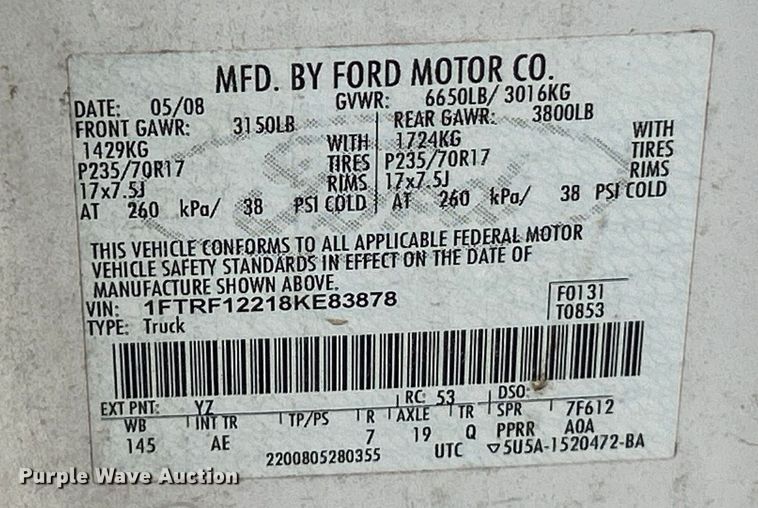 MFD. BY FORD MOTOR CO.
DATE: 05/08 GVWR: 6650LB/ 3016KG
FRONT GAWR: 3150LB REAR GAWR: 3800LB
1429KG WITH 1724KG WITH
P235/70R17 TIRES P235/70R17 TIRES
17x7.5J RIMS 17x7.5J RIMS
AT 260 kPa/ 38 PSI COLD AT 260 kPa/ 38 PSI COLD
THIS VEHICLE CONFORMS TO ALL APPLICABLE FEDERAL MOTOR
VEHICLE SAFETY STANDARDS IN EFFECT ON THE DATE OF
MANUFACTURE SHOWN ABOVE.
VIN: 1FTRF12218KE83878 F0131
TYPE: Truck T0853
EXT PNT: YZ RC: 53 DSO:
WB INT TR TP/PS R AXLE TR SPR 7F612
145 AE 7 19 Q PPRR AOA
2200805280355 UTC ▽5U5A-1520472-BA
Purple Wave Auction